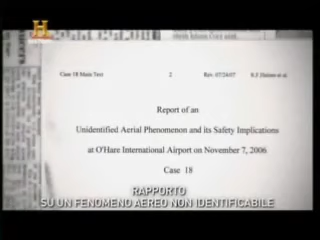 H
Case 18 Main Text 2 Rev. 07/24/07 R.F. Haines et al.
Report of an
Unidentified Aerial Phenomenon and its Safety Implications
at O'Hare International Airport on November 7, 2006
Case 18
RAPPORTO
SU UN FENOMENO AEREO NON IDENTIFICABILE